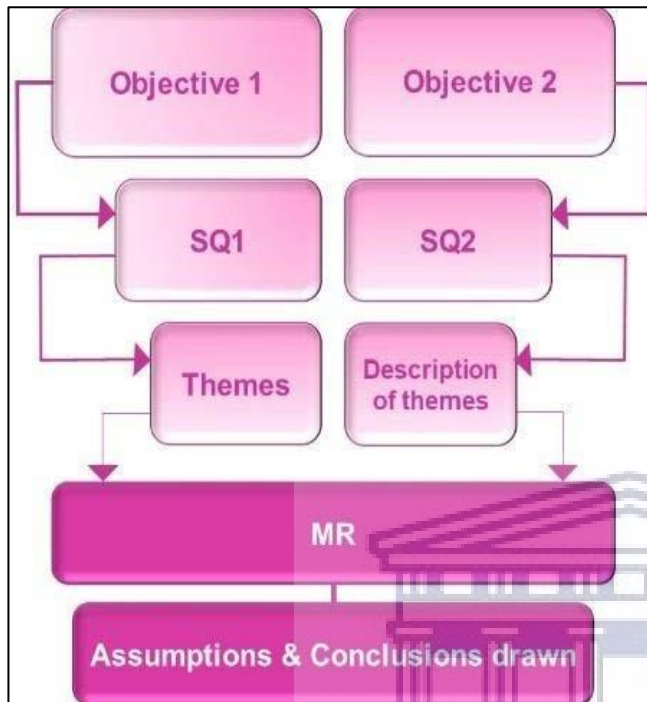 Objective 1
Objective 2
SQ1
SQ2
Themes
Description
of themes
MR
Assumptions & Conclusions drawn